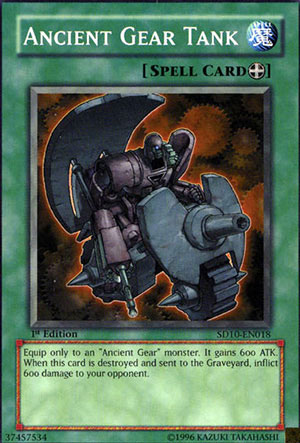 ANCIENT GEAR TANK
魔
[SPELL CARD]
1st Edition
SD10-EN018
Equip only to an "Ancient Gear" monster. It gains 600 ATK.
When this card is destroyed and sent to the Graveyard, inflict
600 damage to your opponent.
37457534
©1996 KAZUKI TAKAHASHI